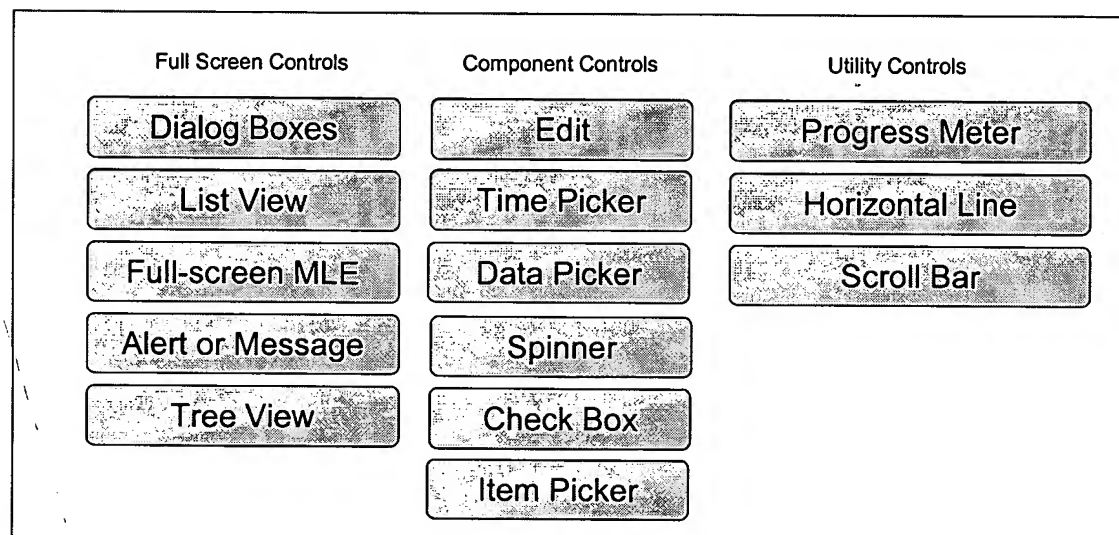 Full Screen Controls
Dialog Boxes
List View
Full-screen MLE
Alert or Message
Tree View
Component Controls
Edit
Time Picker
Data Picker
Spinner
Check Box
Item Picker
Utility Controls
Progress Meter
Horizontal Line
Scroll Bar